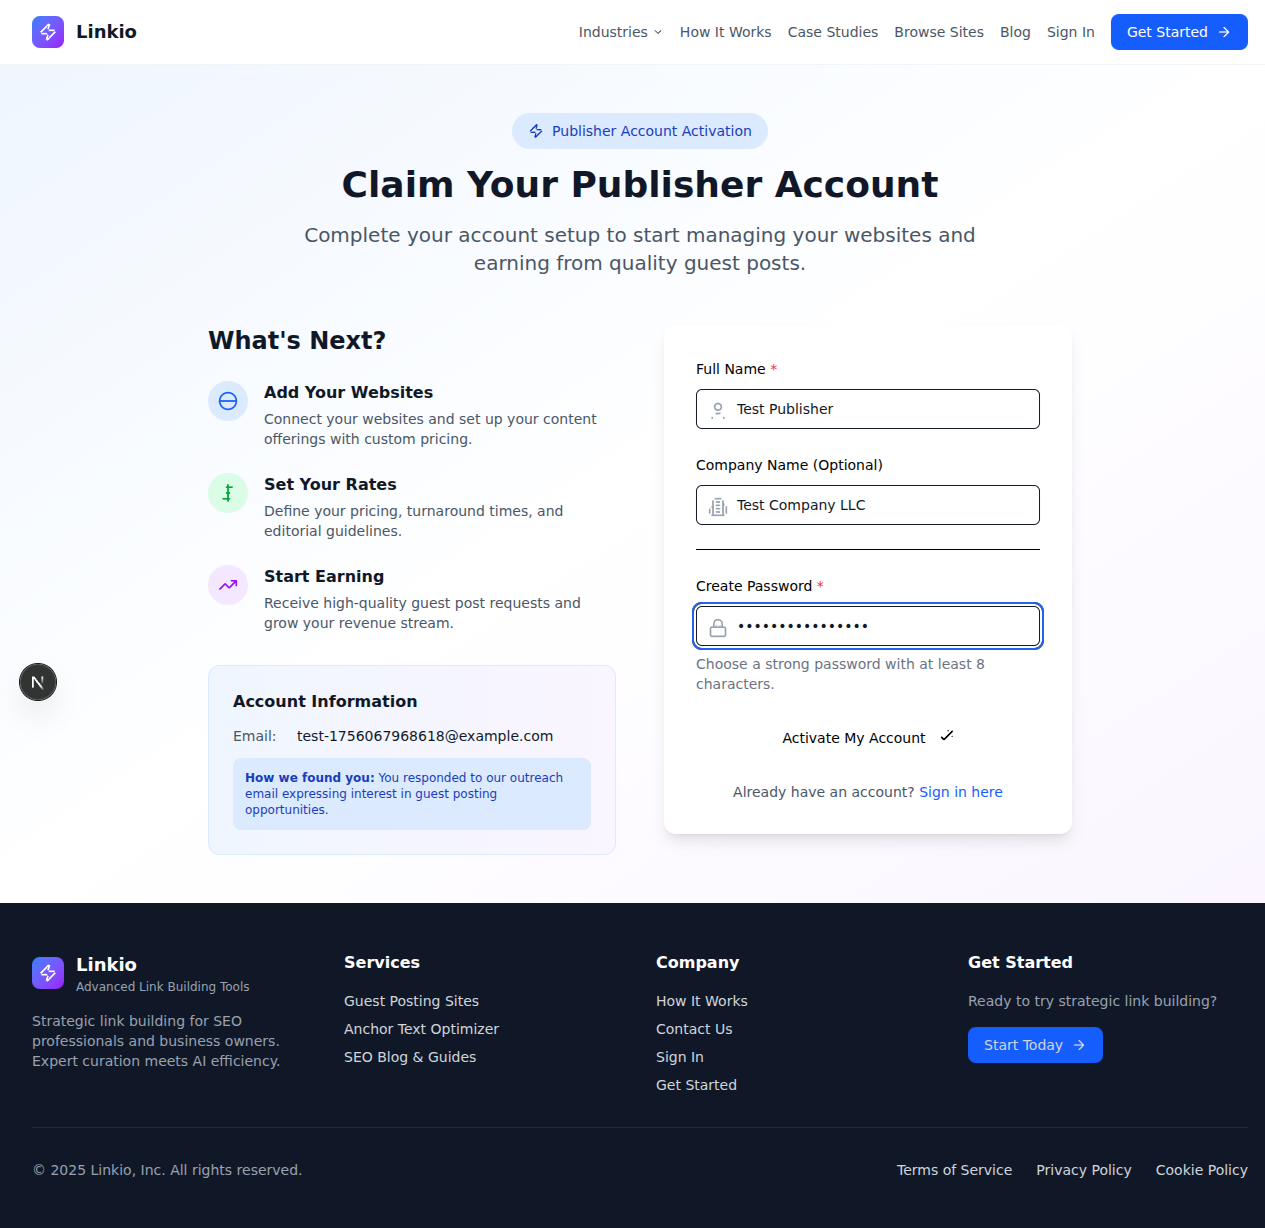 Linkio
Industries
How It Works
Case Studies
Browse Sites
Blog
Sign In
Get Started
Publisher Account Activation
Claim Your Publisher Account
Complete your account setup to start managing your websites and
earning from quality guest posts.
What's Next?
Add Your Websites
Connect your websites and set up your content
offerings with custom pricing.
Set Your Rates
Define your pricing, turnaround times, and
editorial guidelines.
Start Earning
Receive high-quality guest post requests and
grow your revenue stream.
Account Information
Email: test-1756067968618@example.com
How we found you: You responded to our outreach
email expressing interest in guest posting
opportunities.
Full Name *
Test Publisher
Company Name (Optional)
Test Company LLC
Create Password *
••••••••••••••••
Choose a strong password with at least 8
characters.
Activate My Account
Already have an account? Sign in here
N
Linkio
Advanced Link Building Tools
Strategic link building for SEO
professionals and business owners.
Expert curation meets AI efficiency.
Services
Guest Posting Sites
Anchor Text Optimizer
SEO Blog & Guides
Company
How It Works
Contact Us
Sign In
Get Started
Get Started
Ready to try strategic link building?
Start Today
© 2025 Linkio, Inc. All rights reserved.
Terms of Service
Privacy Policy
Cookie Policy